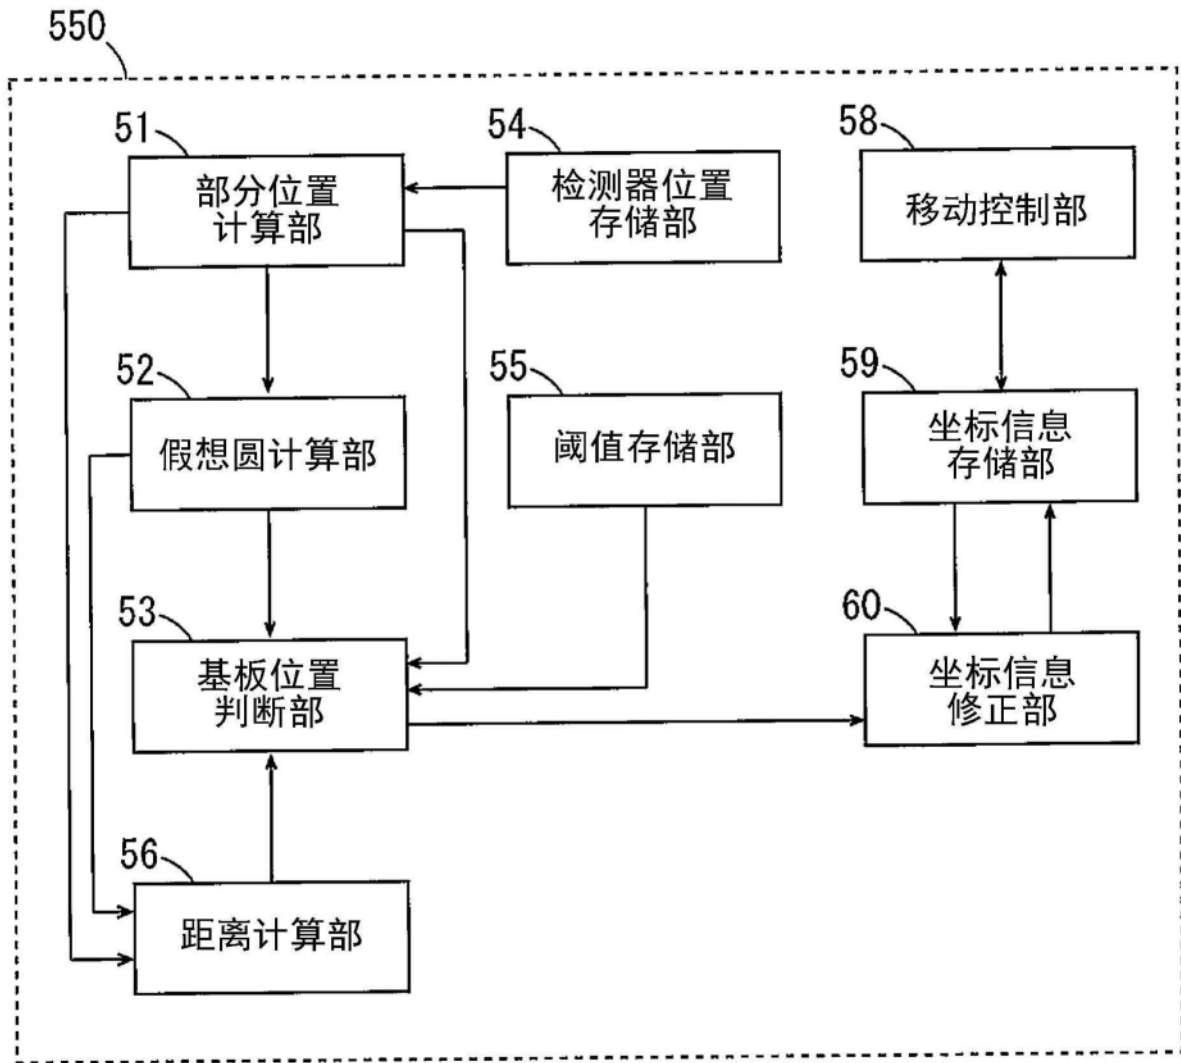 550
51
部分位置
计算部
54
检测器位置
存储部
58
移动控制部
52
假想圆计算部
55
阈值存储部
59
坐标信息
存储部
53
基板位置
判断部
60
坐标信息
修正部
56
距离计算部